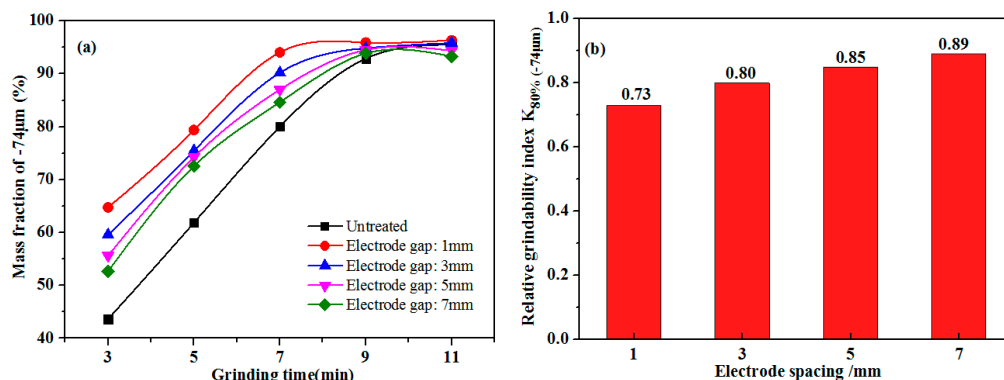 (a)
Mass fraction of -74μm (%)
100
90
80
70
60
50
40
3 5 7 9 11
Grinding time(min)
Untreated
Electrode gap: 1mm
Electrode gap: 3mm
Electrode gap: 5mm
Electrode gap: 7mm
(b)
Relative grindability index K80% (-74μm)
1.0
0.8
0.6
0.4
0.2
0.0
0.73 0.80 0.85 0.89
1 3 5 7
Electrode spacing /mm